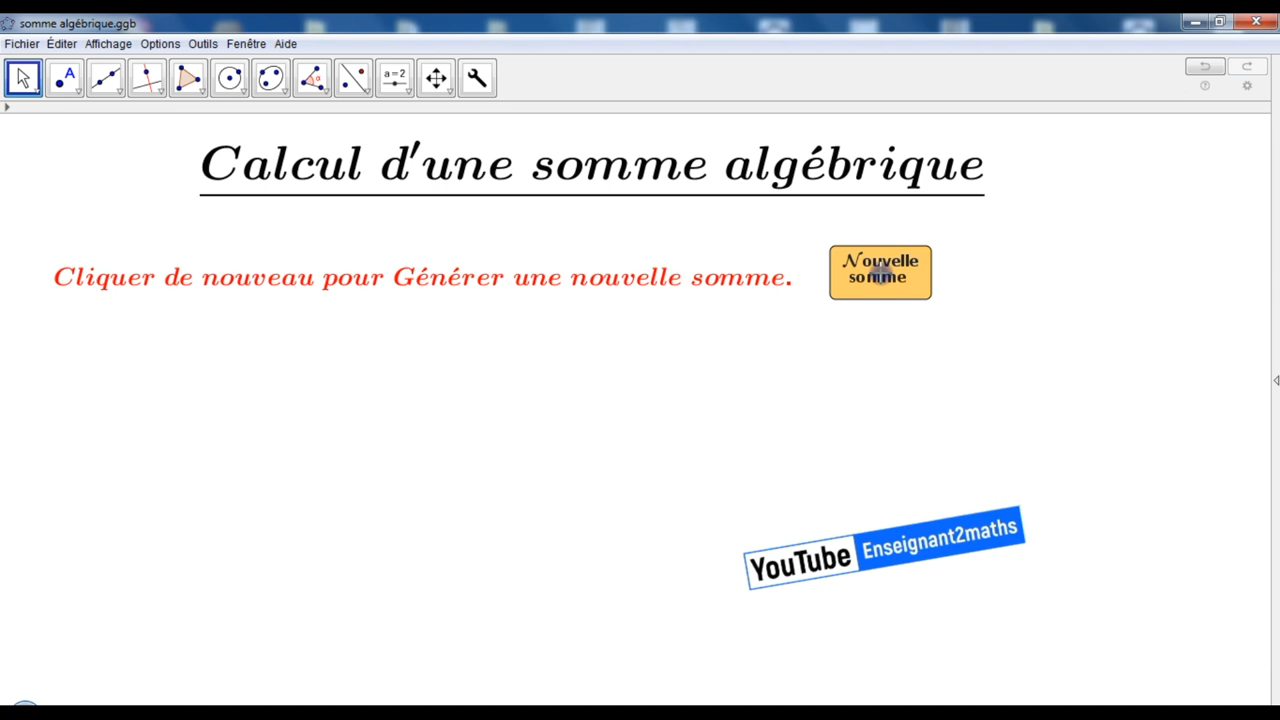 somme algébrique.ggb
Fichier Éditer Affichage Options Outils Fenêtre Aide
A
α
a=2
Calcul d'une somme algébrique
Cliquer de nouveau pour Générer une nouvelle somme.
Nouvelle
somme
YouTube Enseignant2maths